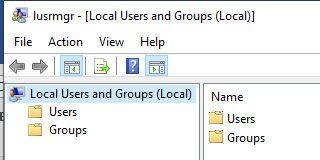 lusrmgr - [Local Users and Groups (Local)]
File Action View Help
Local Users and Groups (Local)
Users
Groups
Name
Users
Groups